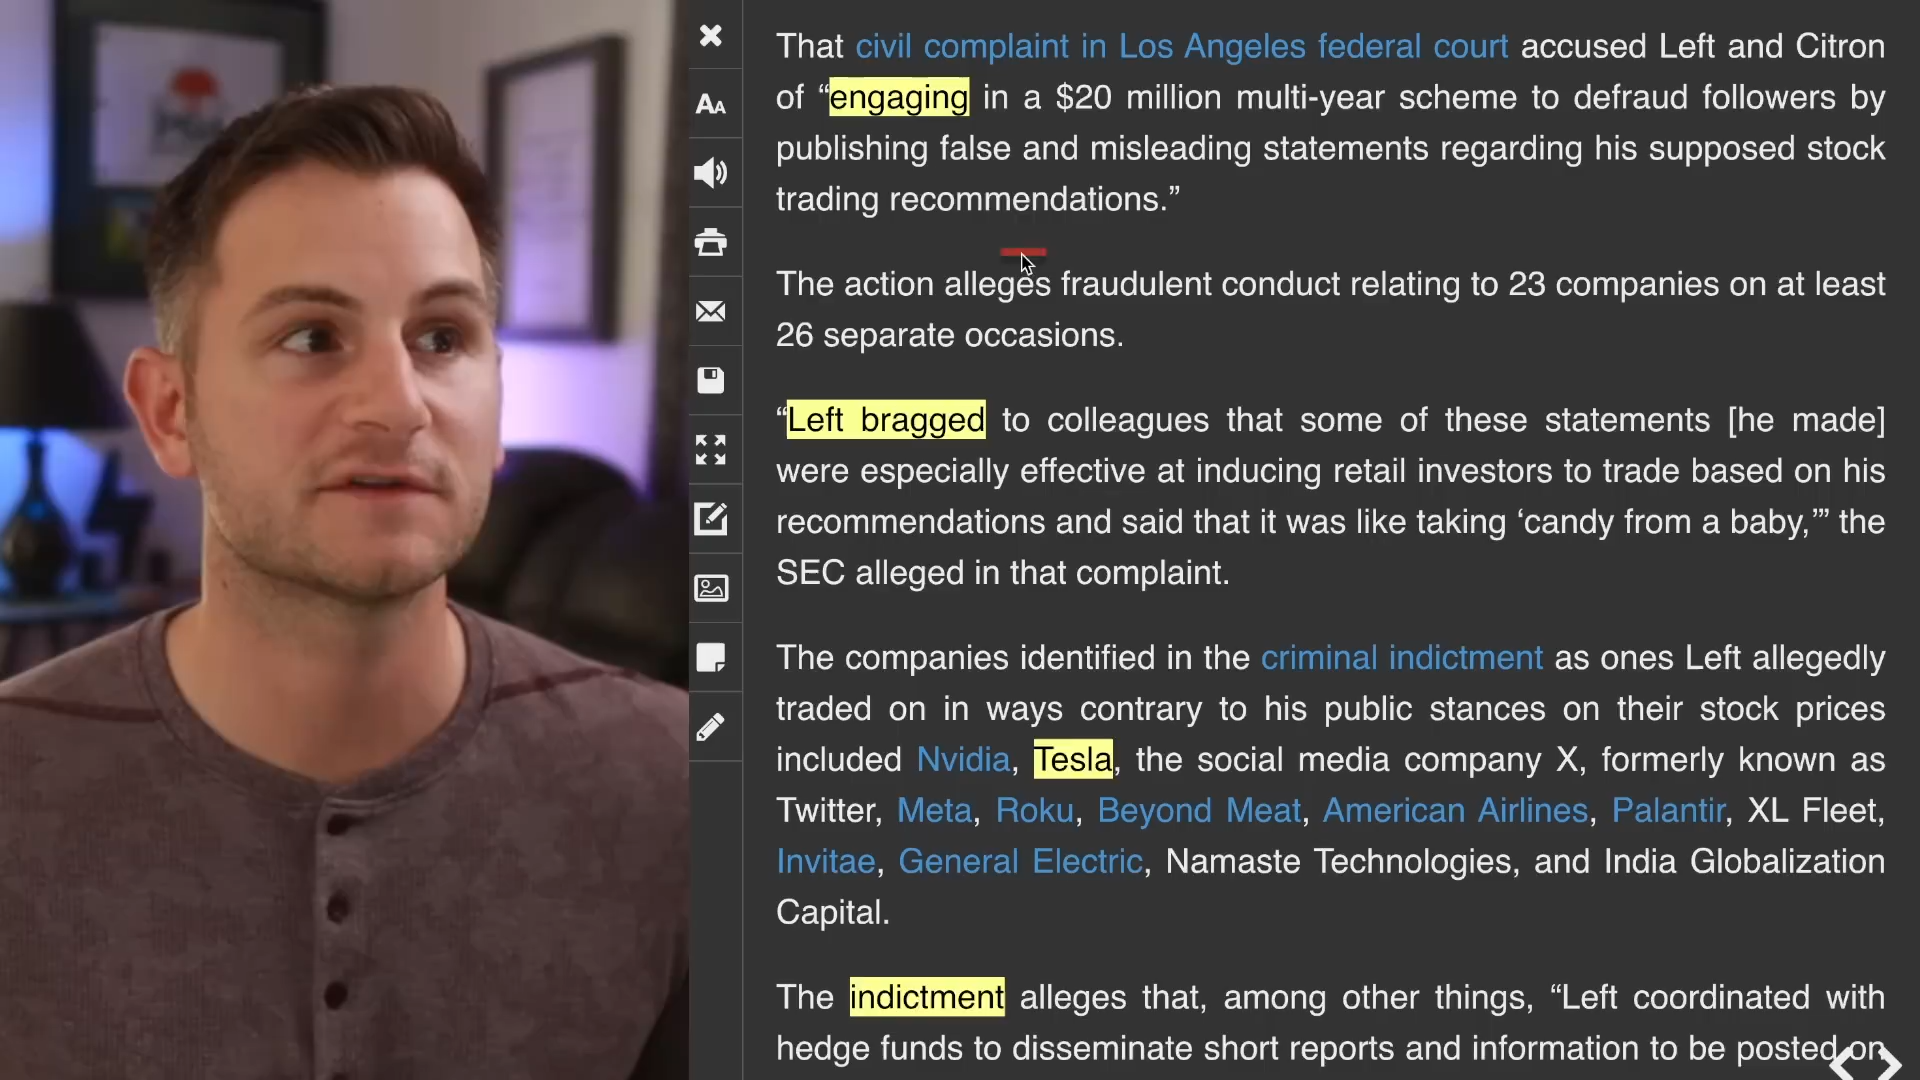 That civil complaint in Los Angeles federal court accused Left and Citron
of “engaging in a $20 million multi-year scheme to defraud followers by
publishing false and misleading statements regarding his supposed stock
trading recommendations.”
The action alleges fraudulent conduct relating to 23 companies on at least
26 separate occasions.
“Left bragged to colleagues that some of these statements [he made]
were especially effective at inducing retail investors to trade based on his
recommendations and said that it was like taking ‘candy from a baby,’” the
SEC alleged in that complaint.
The companies identified in the criminal indictment as ones Left allegedly
traded on in ways contrary to his public stances on their stock prices
included Nvidia, Tesla, the social media company X, formerly known as
Twitter, Meta, Roku, Beyond Meat, American Airlines, Palantir, XL Fleet,
Invitae, General Electric, Namaste Technologies, and India Globalization
Capital.
The indictment alleges that, among other things, “Left coordinated with
hedge funds to disseminate short reports and information to be posted on
AA